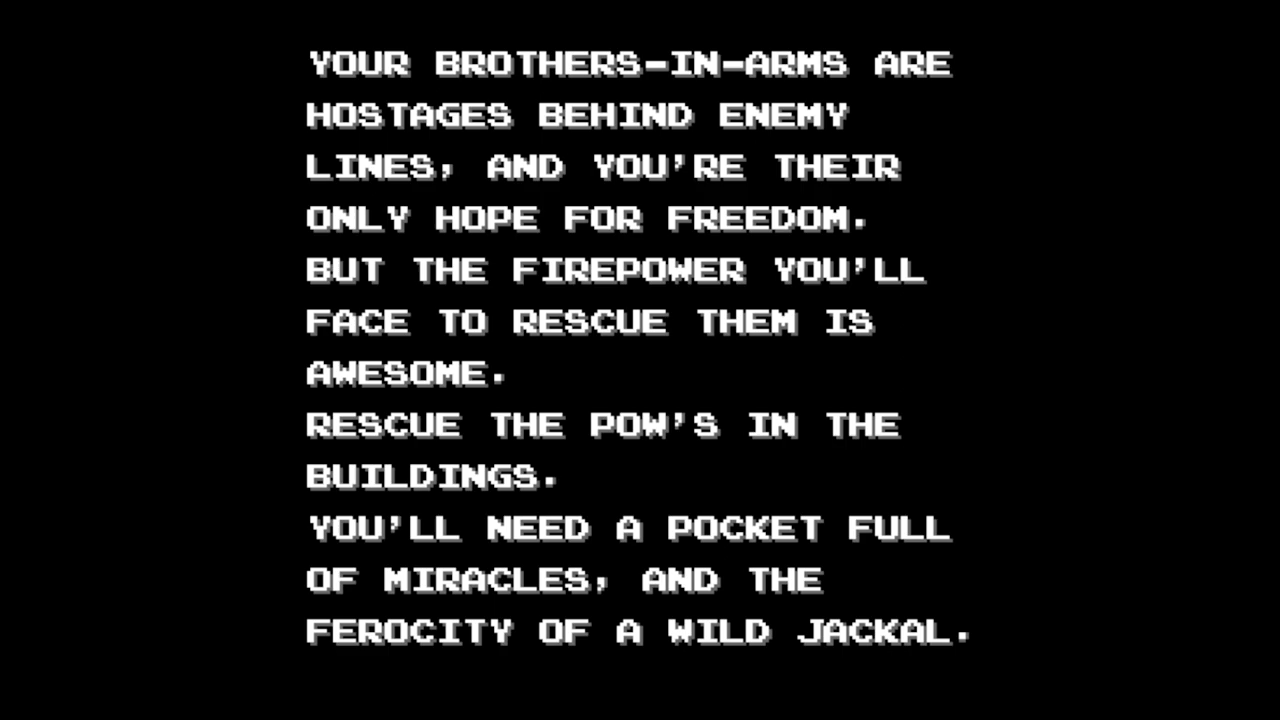 YOUR BROTHERS-IN-ARMS ARE
HOSTAGES BEHIND ENEMY
LINES, AND YOU'RE THEIR
ONLY HOPE FOR FREEDOM.
BUT THE FIREPOWER YOU'LL
FACE TO RESCUE THEM IS
AWESOME.
RESCUE THE POW'S IN THE
BUILDINGS.
YOU'LL NEED A POCKET FULL
OF MIRACLES, AND THE
FEROCITY OF A WILD JACKAL.